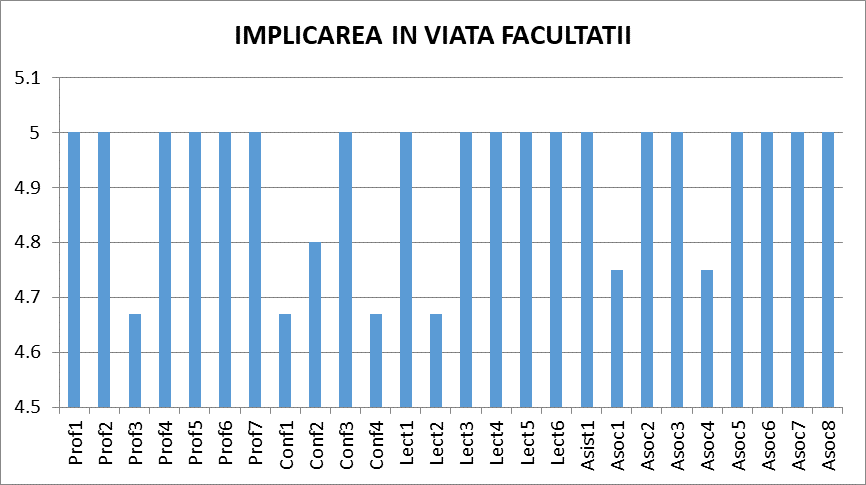 IMPLICAREA IN VIATA FACULTATII
5.1
5
4.9
4.8
4.7
4.6
4.5
Prof1
Prof2
Prof3
Prof4
Prof5
Prof6
Prof7
Conf1
Conf2
Conf3
Conf4
Lect1
Lect2
Lect3
Lect4
Lect5
Lect6
Asist1
Asoc1
Asoc2
Asoc3
Asoc4
Asoc5
Asoc6
Asoc7
Asoc8